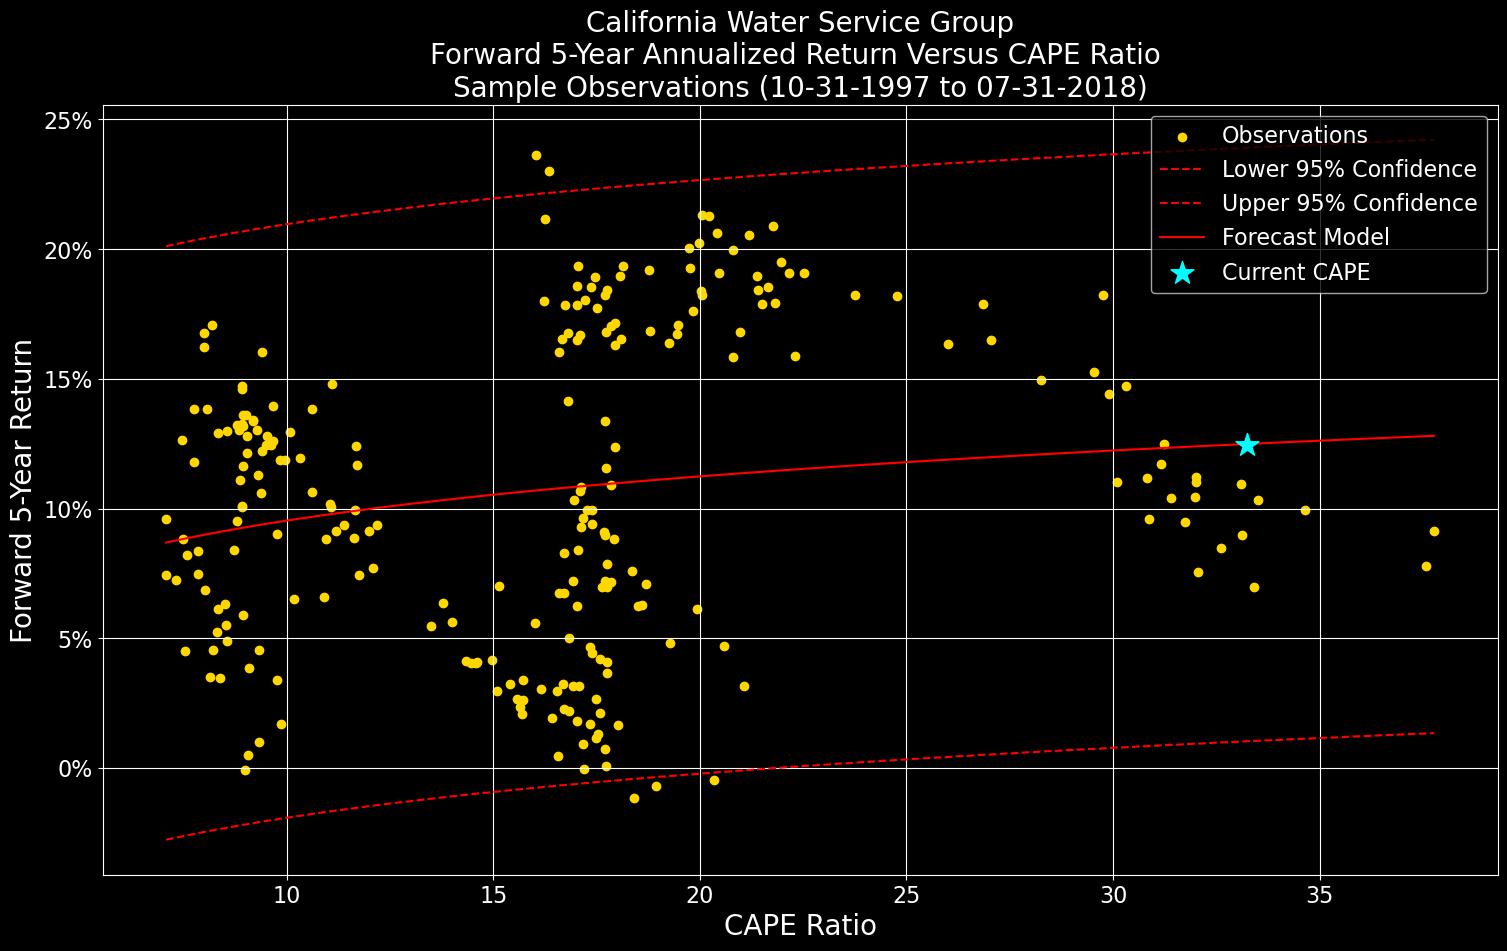 California Water Service Group
Forward 5-Year Annualized Return Versus CAPE Ratio
Sample Observations (10-31-1997 to 07-31-2018)
Forward 5-Year Return
25%
20%
15%
10%
5%
0%
Observations
Lower 95% Confidence
Upper 95% Confidence
Forecast Model
Current CAPE
10 15 20 25 30 35
CAPE Ratio